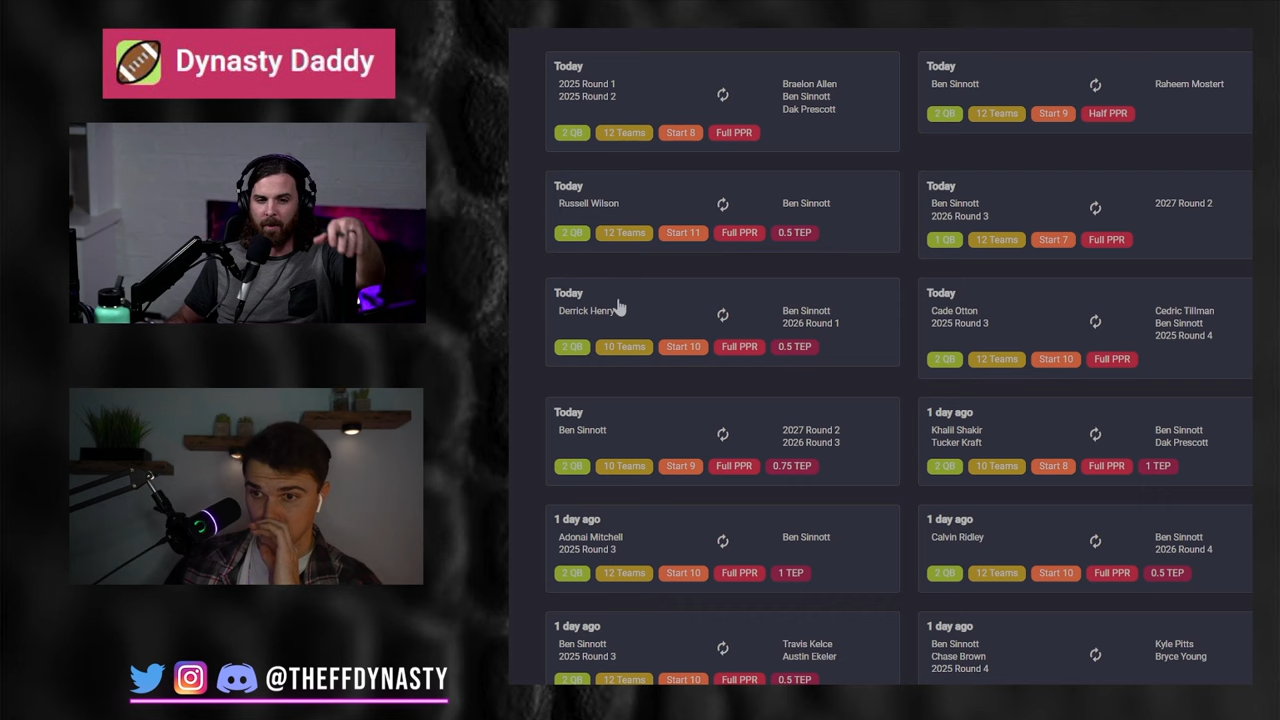 Dynasty Daddy
Today
2025 Round 1
2025 Round 2
Braelon Allen
Ben Sinnott
Dak Prescott
2 QB
12 Teams
Start 8
Full PPR
Today
Ben Sinnott
Raheem Mostert
2 QB
12 Teams
Start 9
Half PPR
Today
Russell Wilson
Ben Sinnott
2 QB
12 Teams
Start 11
Full PPR
0.5 TEP
Today
Ben Sinnott
2026 Round 3
2027 Round 2
1 QB
12 Teams
Start 7
Full PPR
Today
Derrick Henry
Ben Sinnott
2026 Round 1
2 QB
10 Teams
Start 10
Full PPR
0.5 TEP
Today
Cade Otton
2025 Round 3
Cedric Tillman
Ben Sinnott
2025 Round 4
2 QB
12 Teams
Start 10
Full PPR
Today
Ben Sinnott
2027 Round 2
2026 Round 3
2 QB
10 Teams
Start 9
Full PPR
0.75 TEP
1 day ago
Khalil Shakir
Tucker Kraft
Ben Sinnott
Dak Prescott
2 QB
10 Teams
Start 8
Full PPR
1 TEP
1 day ago
Adonai Mitchell
2025 Round 3
Ben Sinnott
2 QB
12 Teams
Start 10
Full PPR
1 TEP
1 day ago
Calvin Ridley
Ben Sinnott
2026 Round 4
2 QB
12 Teams
Start 10
Full PPR
0.5 TEP
1 day ago
Ben Sinnott
2025 Round 3
Travis Kelce
Austin Ekeler
2 QB
12 Teams
Start 10
Full PPR
0.5 TEP
1 day ago
Ben Sinnott
Chase Brown
2025 Round 4
Kyle Pitts
Bryce Young
@THEFFDYNASTY